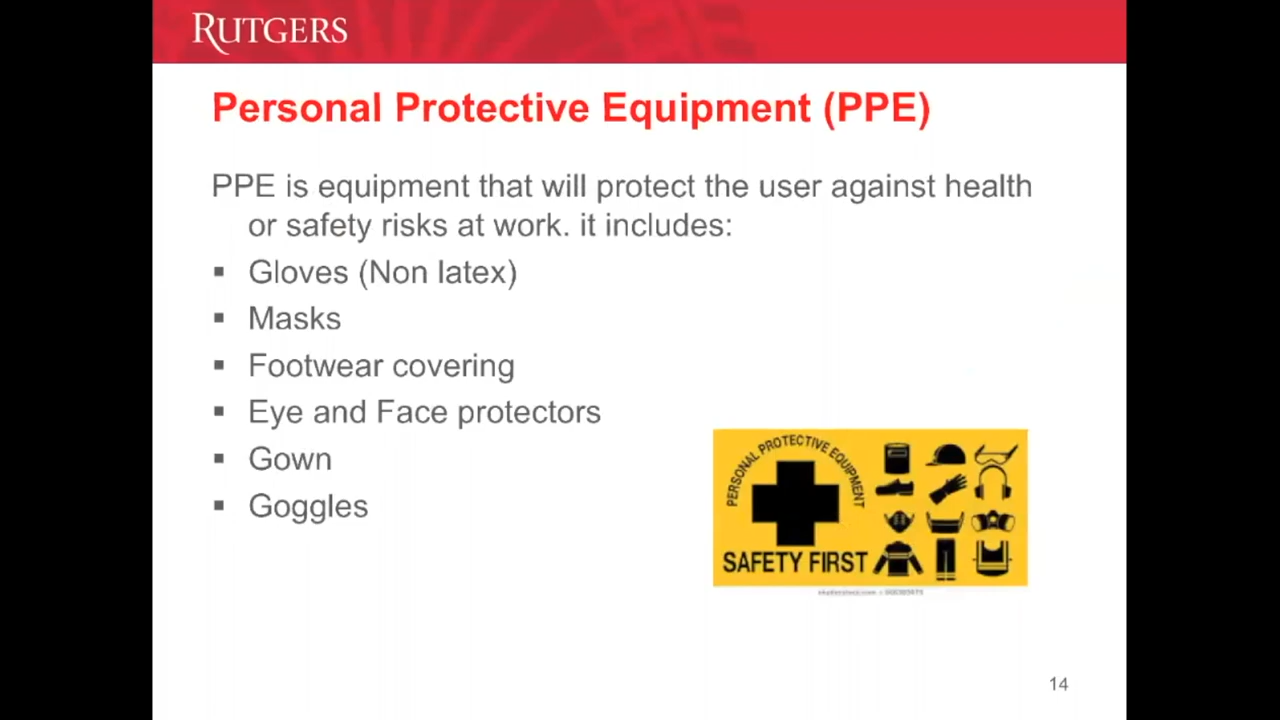 RUTGERS
Personal Protective Equipment (PPE)
PPE is equipment that will protect the user against health
or safety risks at work. it includes:
▪ Gloves (Non latex)
▪ Masks
▪ Footwear covering
▪ Eye and Face protectors
▪ Gown
▪ Goggles
PERSONAL PROTECTIVE EQUIPMENT
SAFETY FIRST
14